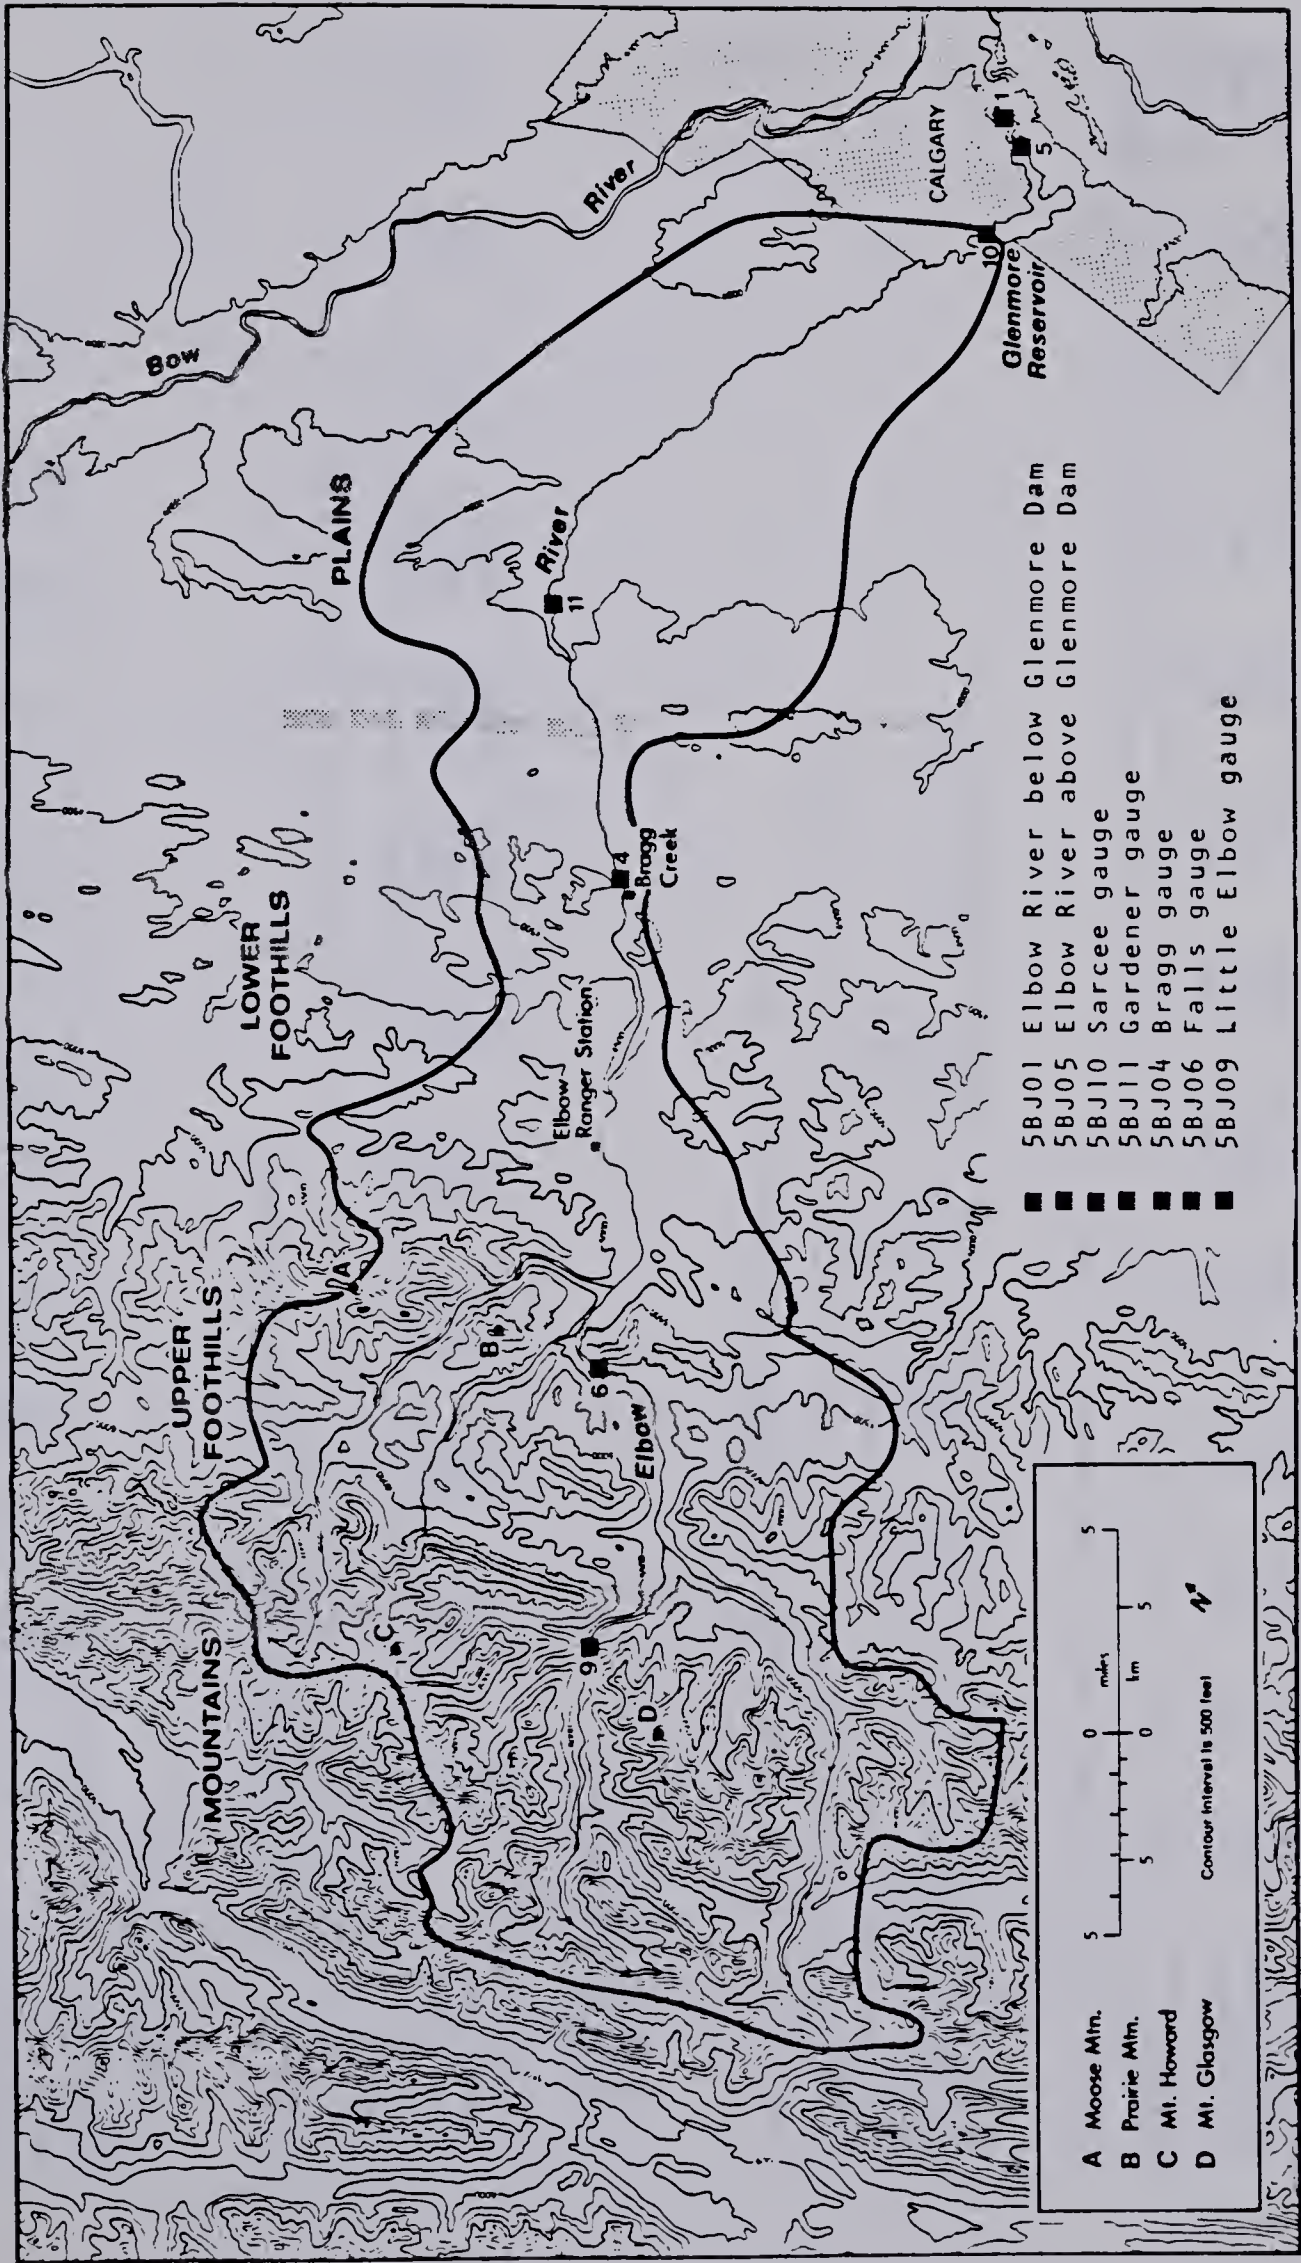 MOUNTAINS
UPPER
FOOTHILLS
LOWER
FOOTHILLS
PLAINS
Bow
River
CALGARY
1
5
10
Glenmore
Reservoir
River
11
4
Bragg
Creek
Elbow
Ranger Station
A
B
6
Elbow
C
9
D
5BJ01 Elbow River below Glenmore Dam
5BJ05 Elbow River above Glenmore Dam
5BJ10 Sarcee gauge
5BJ11 Gardener gauge
5BJ04 Bragg gauge
5BJ06 Falls gauge
5BJ09 Little Elbow gauge
A Moose Mtn.
B Prairie Mtn.
C Mt. Howard
D Mt. Glasgow
5 0 5
miles
km
5 0 5
Contour interval is 500 feet
N